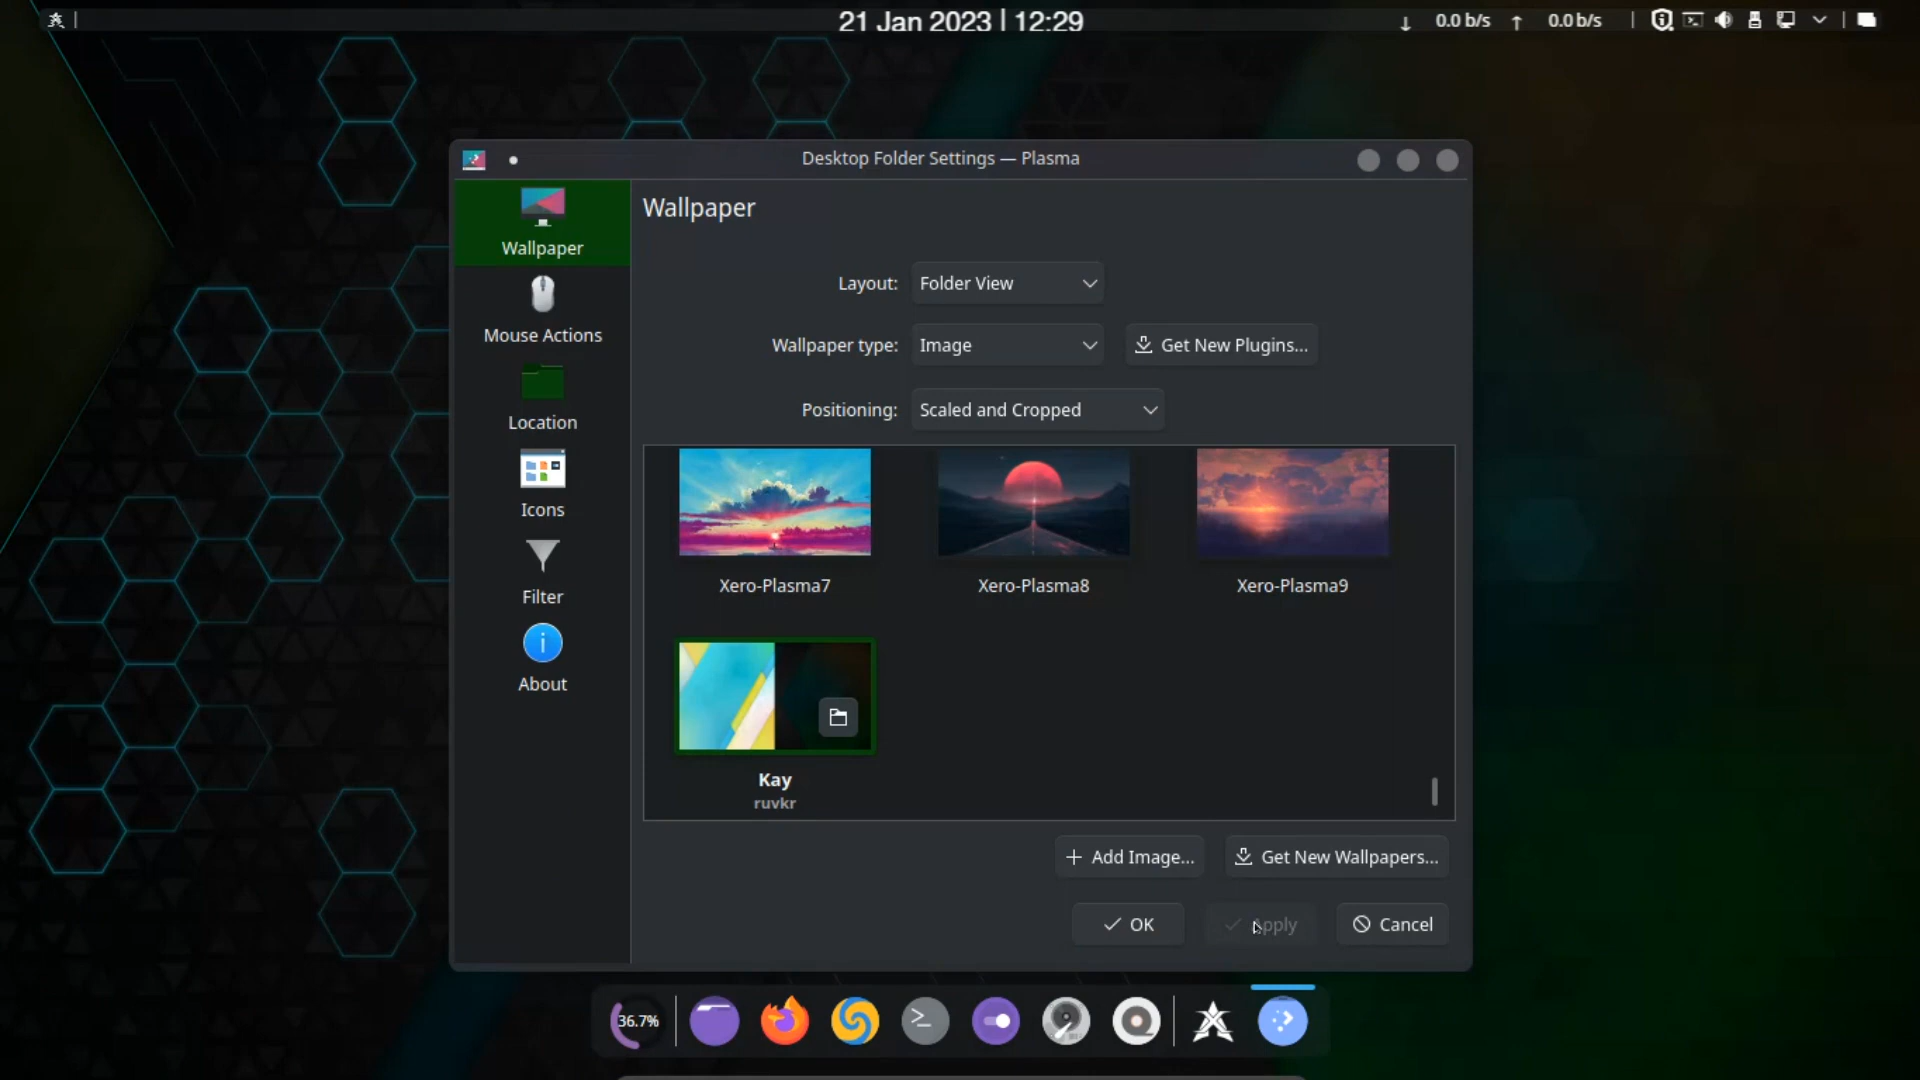 21 Jan 2023 | 12:29
↓ 0.0 b/s ↑ 0.0 b/s
Desktop Folder Settings — Plasma
Wallpaper
Mouse Actions
Location
Icons
Filter
About
Wallpaper
Layout: Folder View
Wallpaper type: Image Get New Plugins...
Positioning: Scaled and Cropped
Xero-Plasma7 Xero-Plasma8 Xero-Plasma9
Kay
ruvkr
+ Add Image... Get New Wallpapers...
OK Apply Cancel
36.7%